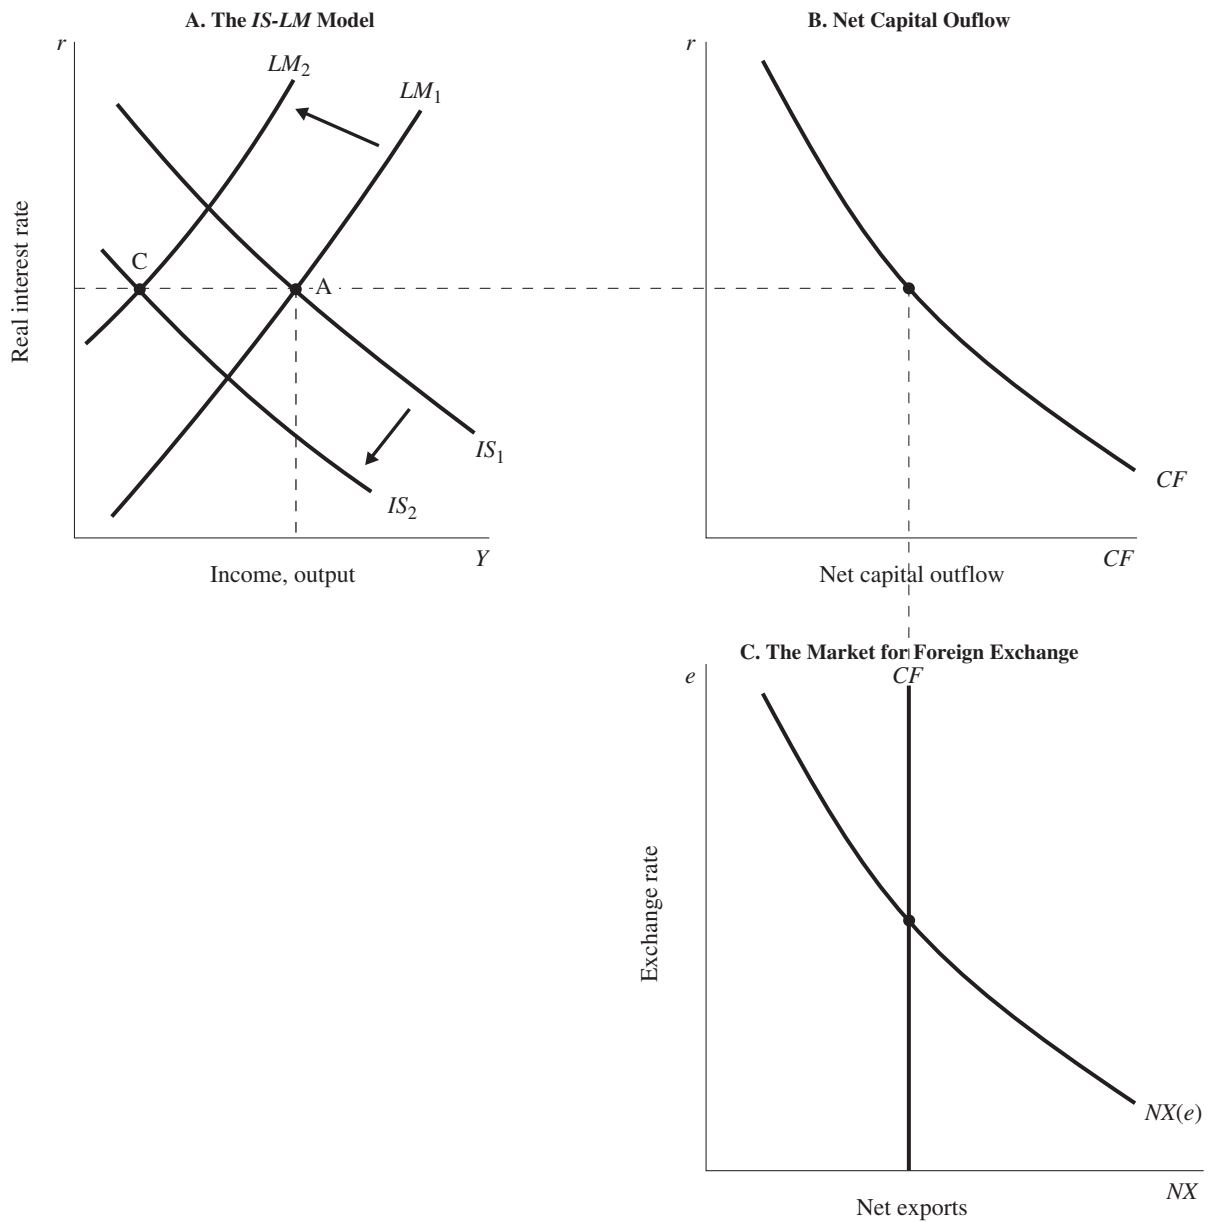 A. The IS-LM Model
r
LM₂
LM₁
Real interest rate
C
A
IS₁
IS₂
Y
Income, output
B. Net Capital Ouflow
r
CF
CF
Net capital outflow
C. The Market for Foreign Exchange
e
CF
Exchange rate
NX(e)
NX
Net exports